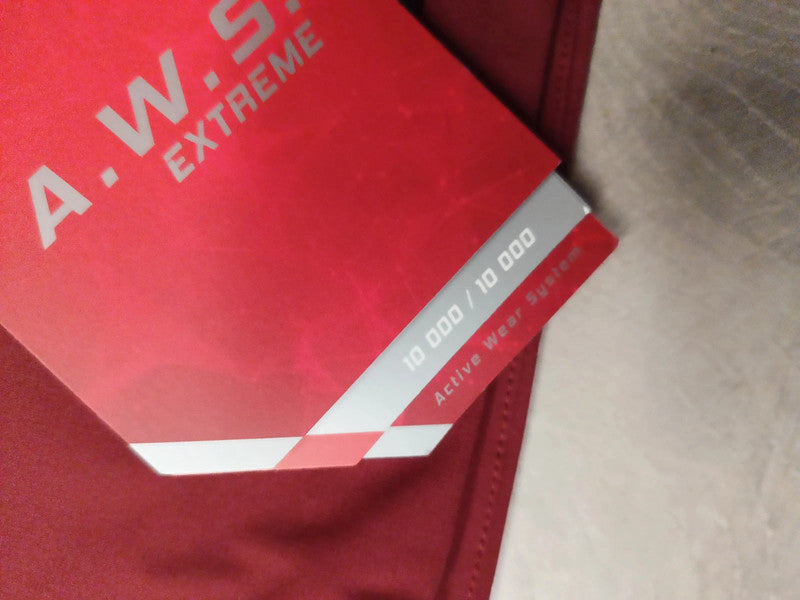 A.W.S.
EXTREME
10 000 / 10 000
Active Wear System